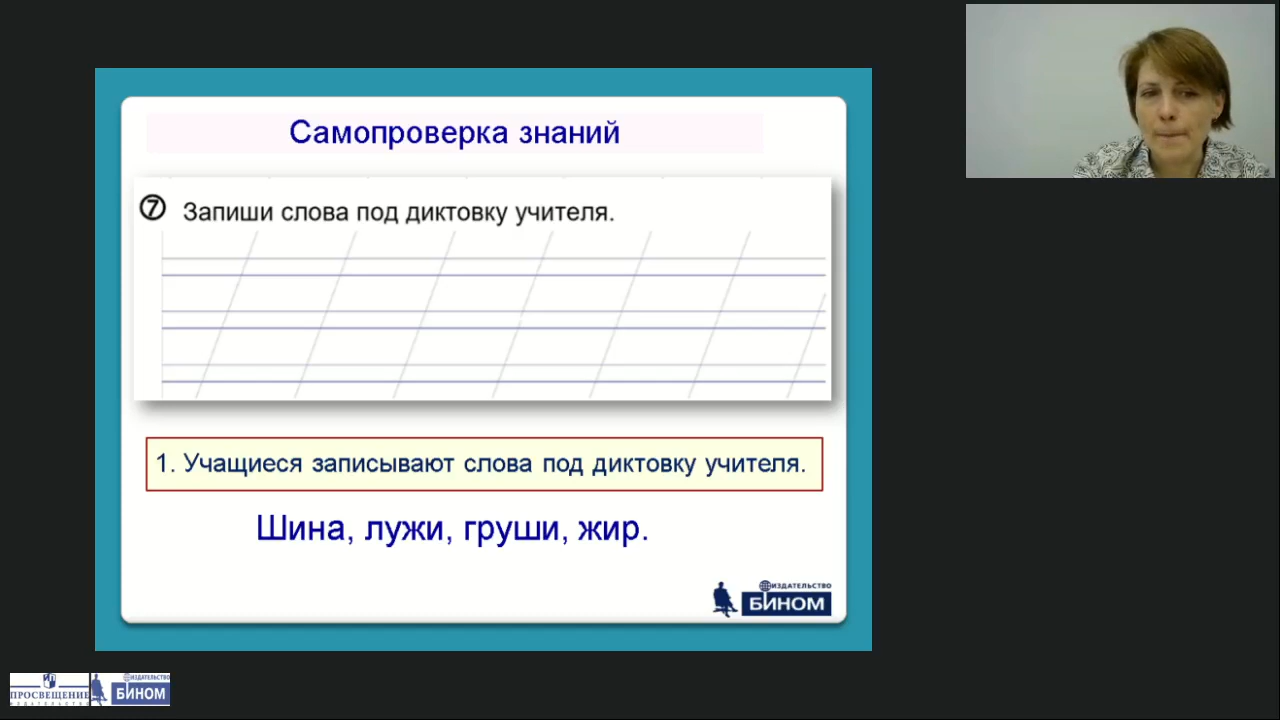 Самопроверка знаний
7 Запиши слова под диктовку учителя.
1. Учащиеся записывают слова под диктовку учителя.
Шина, лужи, груши, жир.
ИЗДАТЕЛЬСТВО
БИНОМ
ПРОСВЕЩЕНИЕ
ИЗДАТЕЛЬСТВО
ИЗДАТЕЛЬСТВО
БИНОМ